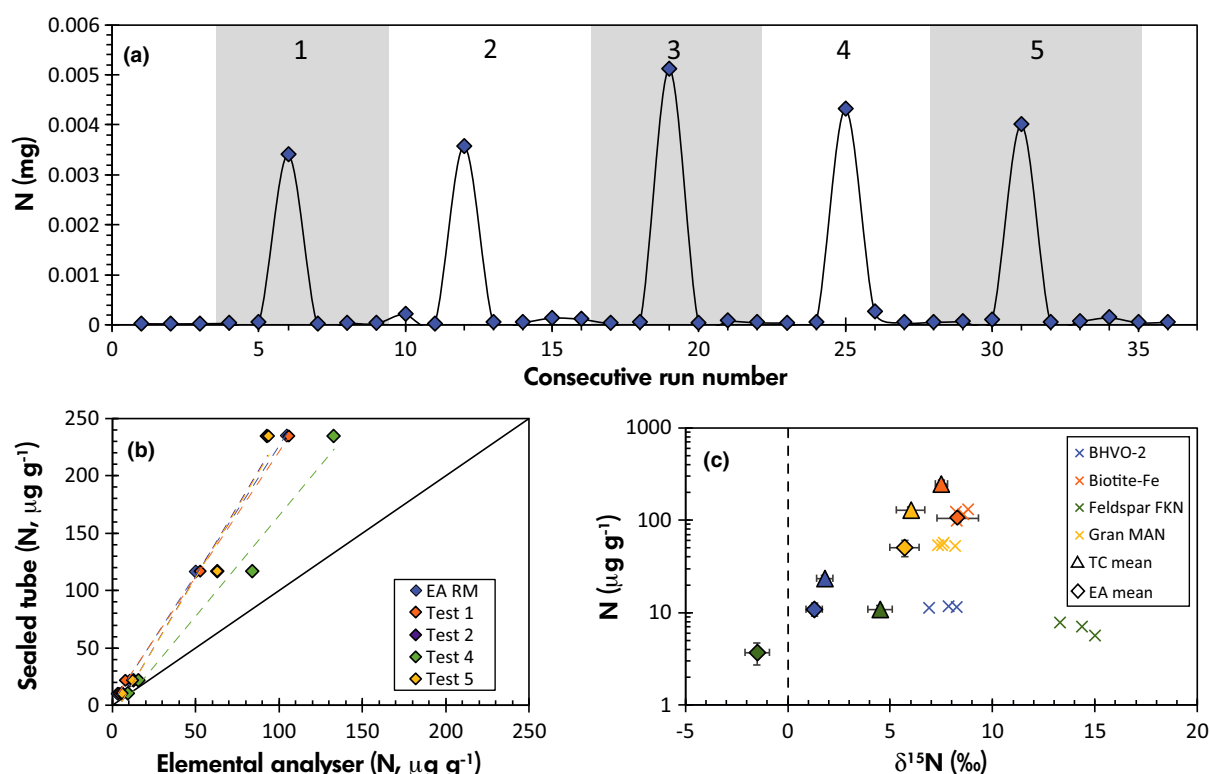 (a)
1 2 3 4 5
0.006
0.005
0.004
0.003
0.002
0.001
0
N (mg)
0 5 10 15 20 25 30 35
Consecutive run number
(b)
250
200
150
100
50
0
Sealed tube (N, µg g⁻¹)
EA RM
Test 1
Test 2
Test 4
Test 5
0 50 100 150 200 250
Elemental analyser (N, µg g⁻¹)
(c)
1000
100
10
1
N (µg g⁻¹)
BHVO-2
Biotite-Fe
Feldspar FKN
Gran MAN
TC mean
EA mean
-5 0 5 10 15 20
δ¹⁵N (‰)